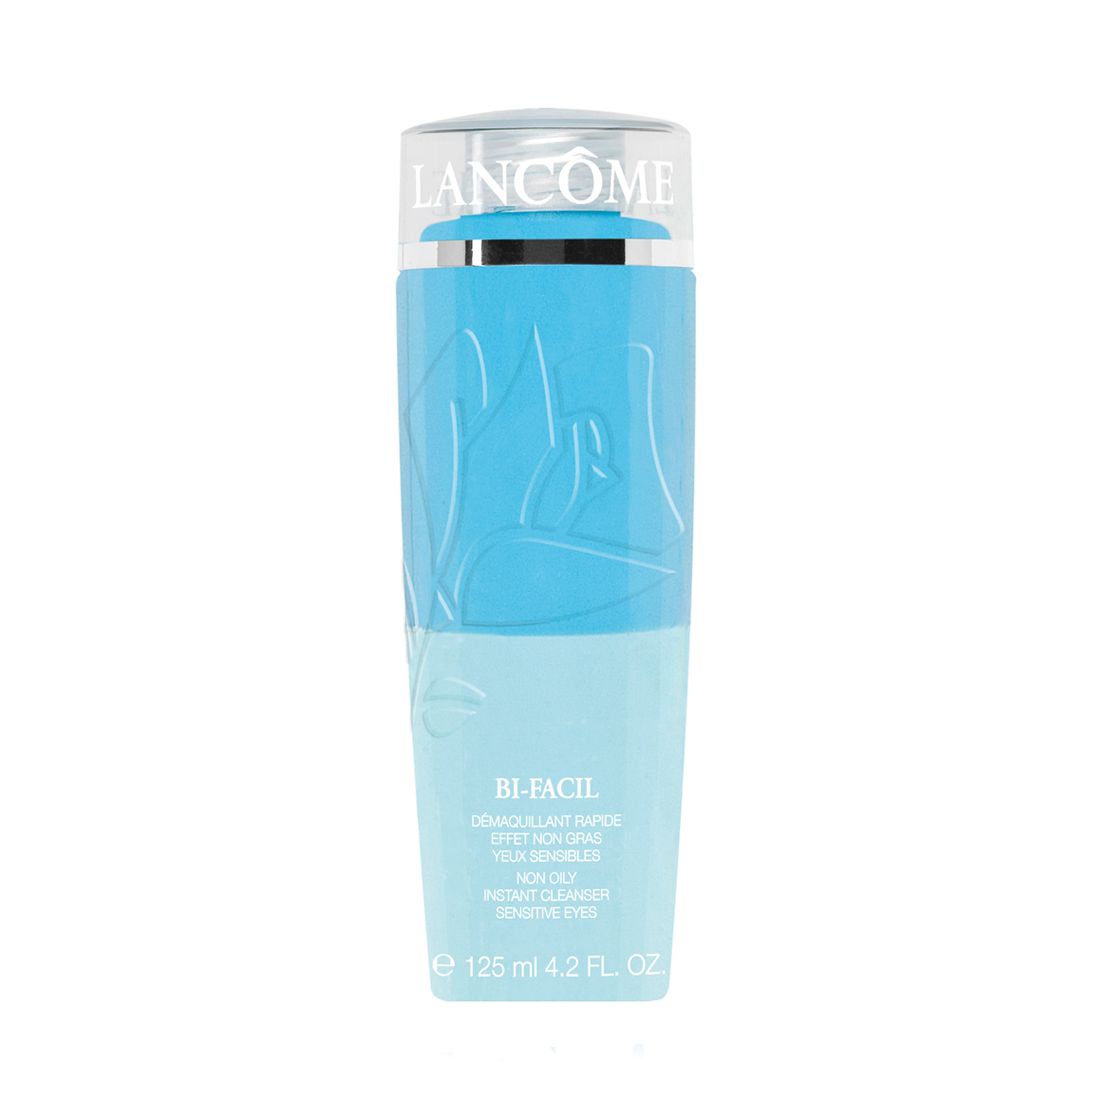 LANCÔME
BI-FACIL
DÉMAQUILLANT RAPIDE
EFFET NON GRAS
YEUX SENSIBLES
NON OILY
INSTANT CLEANSER
SENSITIVE EYES
℮ 125 ml 4.2 FL. OZ.